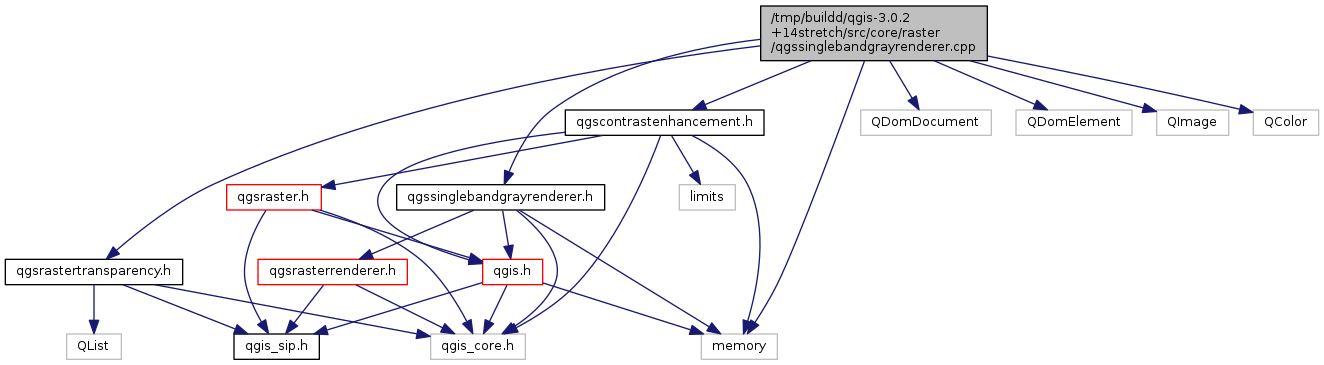 /tmp/buildd/qgis-3.0.2
+14stretch/src/core/raster
/qgssinglebandgrayrenderer.cpp
qgscontrastenhancement.h
QDomDocument
QDomElement
QImage
QColor
qgsraster.h
qgssinglebandgrayrenderer.h
limits
qgsrastertransparency.h
qgsrasterrenderer.h
qgis.h
QList
qgis_sip.h
qgis_core.h
memory